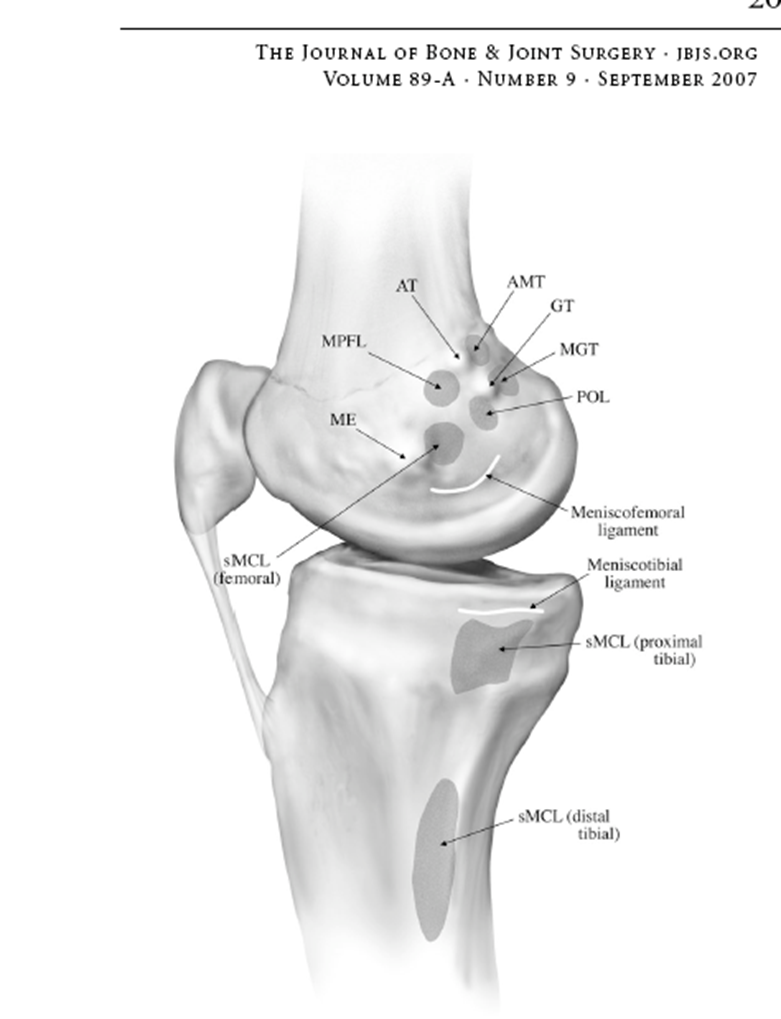 20
THE JOURNAL OF BONE & JOINT SURGERY · JBJS.ORG
VOLUME 89-A · NUMBER 9 · SEPTEMBER 2007
AT
AMT
GT
MPFL
MGT
POL
ME
Meniscofemoral
ligament
sMCL
(femoral)
Meniscotibial
ligament
sMCL (proximal
tibial)
sMCL (distal
tibial)